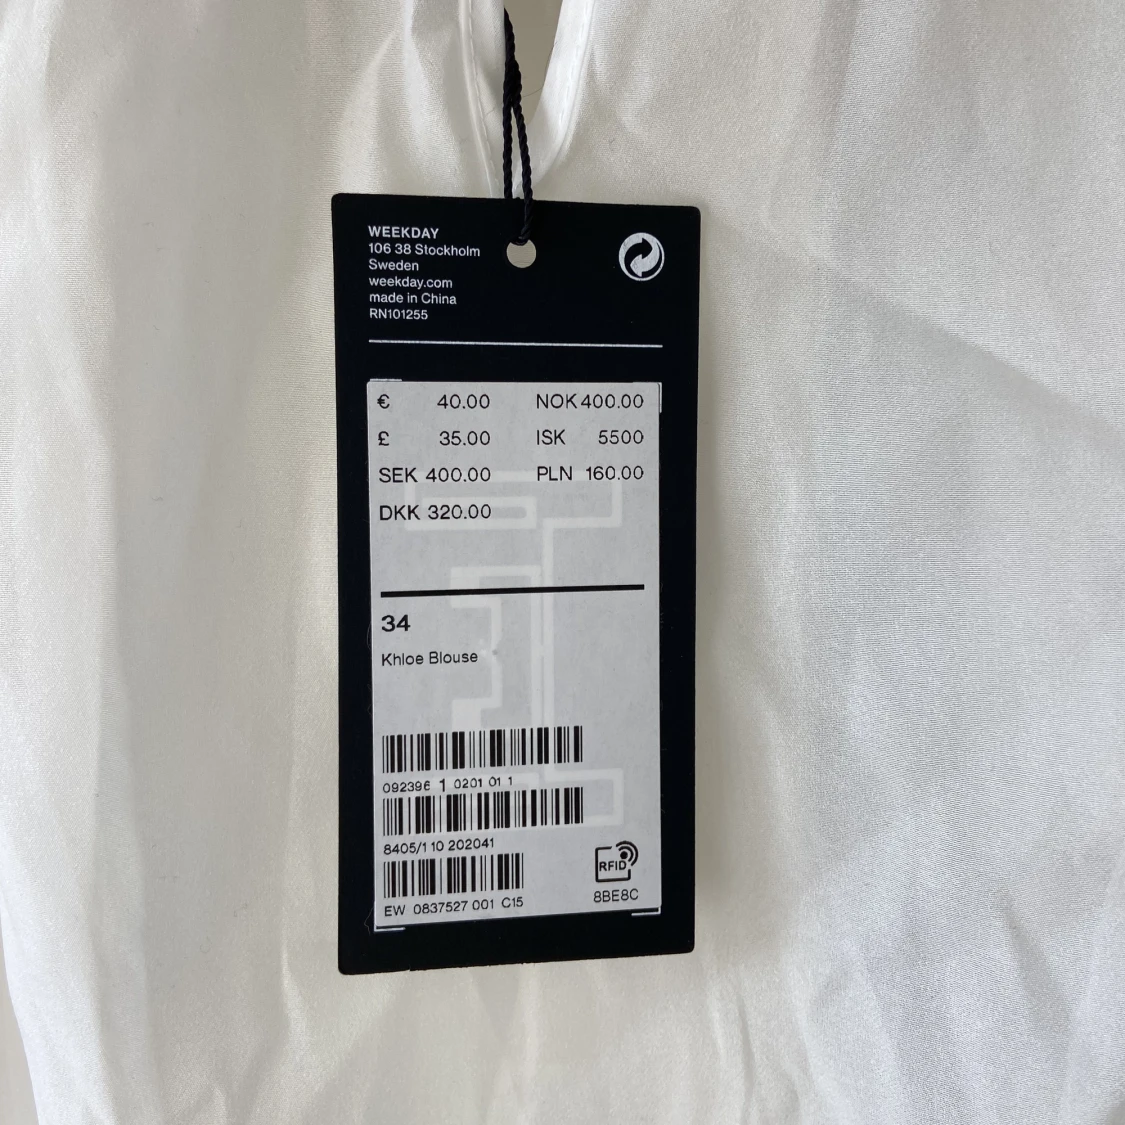 WEEKDAY
106 38 Stockholm
Sweden
weekday.com
made in China
RN101255
€ 40.00 NOK 400.00
£ 35.00 ISK 5500
SEK 400.00 PLN 160.00
DKK 320.00
34
Khloe Blouse
092396 1 0201 01 1
8405/1 10 202041
RFID
EW 0837527 001 C15
8BE8C